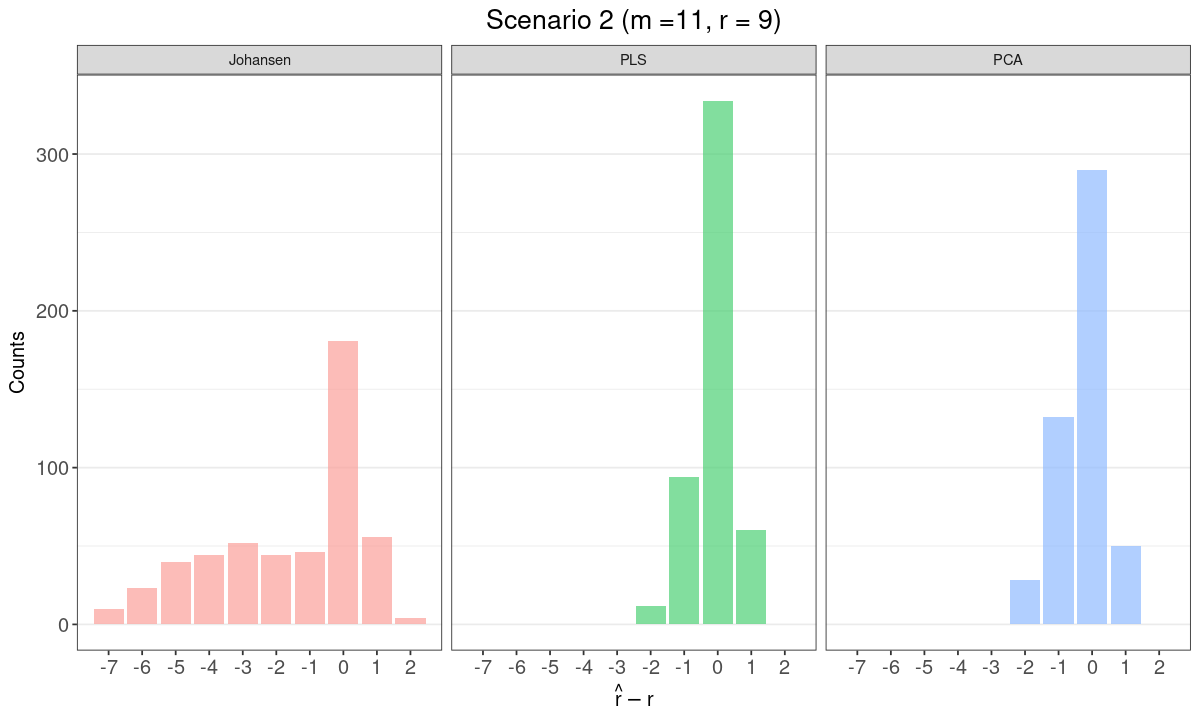 Scenario 2 (m =11, r = 9)
Johansen PLS PCA
300
200
100
0
Counts
-7 -6 -5 -4 -3 -2 -1 0 1 2 -7 -6 -5 -4 -3 -2 -1 0 1 2 -7 -6 -5 -4 -3 -2 -1 0 1 2
r̂ − r